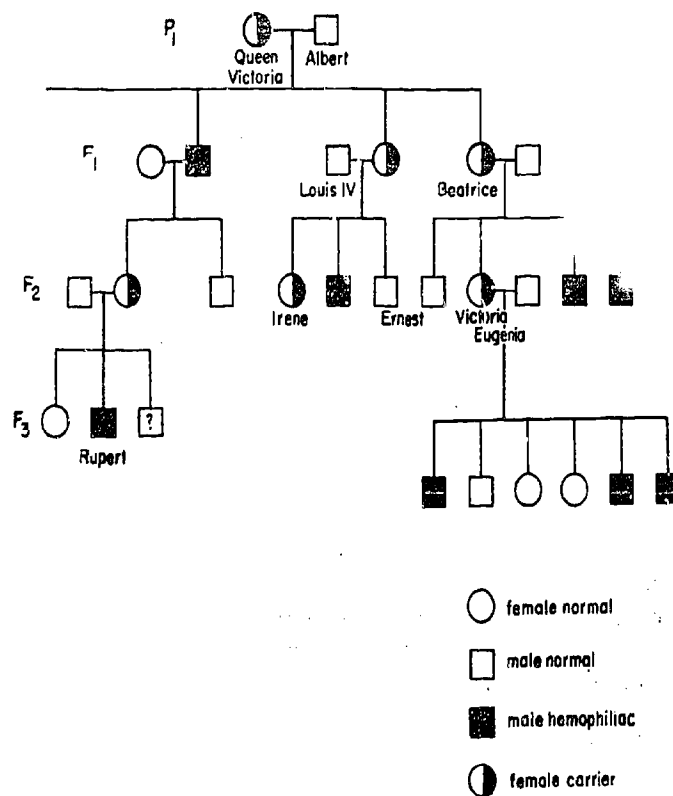 P1
Queen Victoria
Albert
F1
Louis IV
Beatrice
F2
Irene
Ernest
Victoria Eugenia
F3
?
Rupert
female normal
male normal
male hemophiliac
female carrier